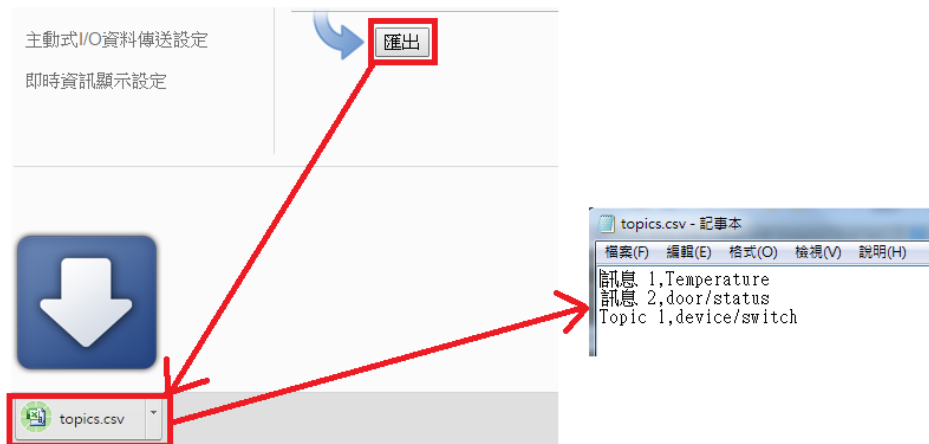 主動式I/O資料傳送設定
匯出
即時資訊顯示設定
topics.csv - 記事本
檔案(F) 編輯(E) 格式(O) 檢視(V) 說明(H)
訊息 1,Temperature
訊息 2,door/status
Topic 1,device/switch
topics.csv